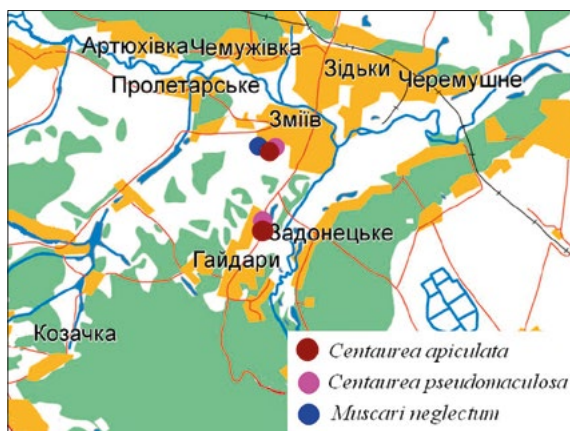 Артюхівка
Чемужівка
Зідьки
Черемушне
Пролетарське
Зміїв
Задонецьке
Гайдари
Козачка
Centaurea apiculata
Centaurea pseudomaculosa
Muscari neglectum